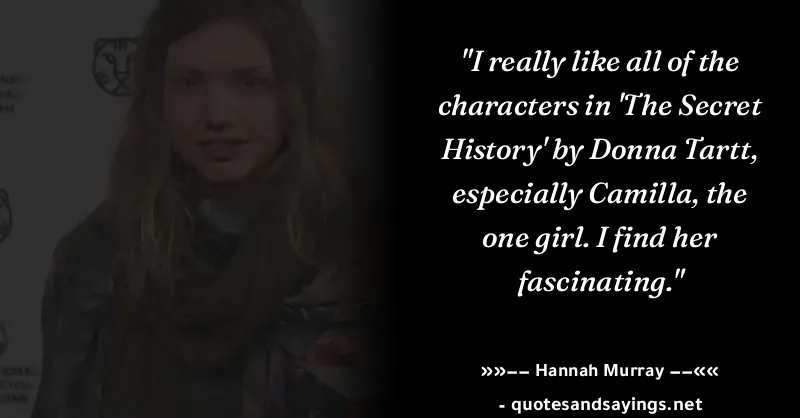 "I really like all of the
characters in 'The Secret
History' by Donna Tartt,
especially Camilla, the
one girl. I find her
fascinating."
»»−− Hannah Murray −−««
- quotesandsayings.net